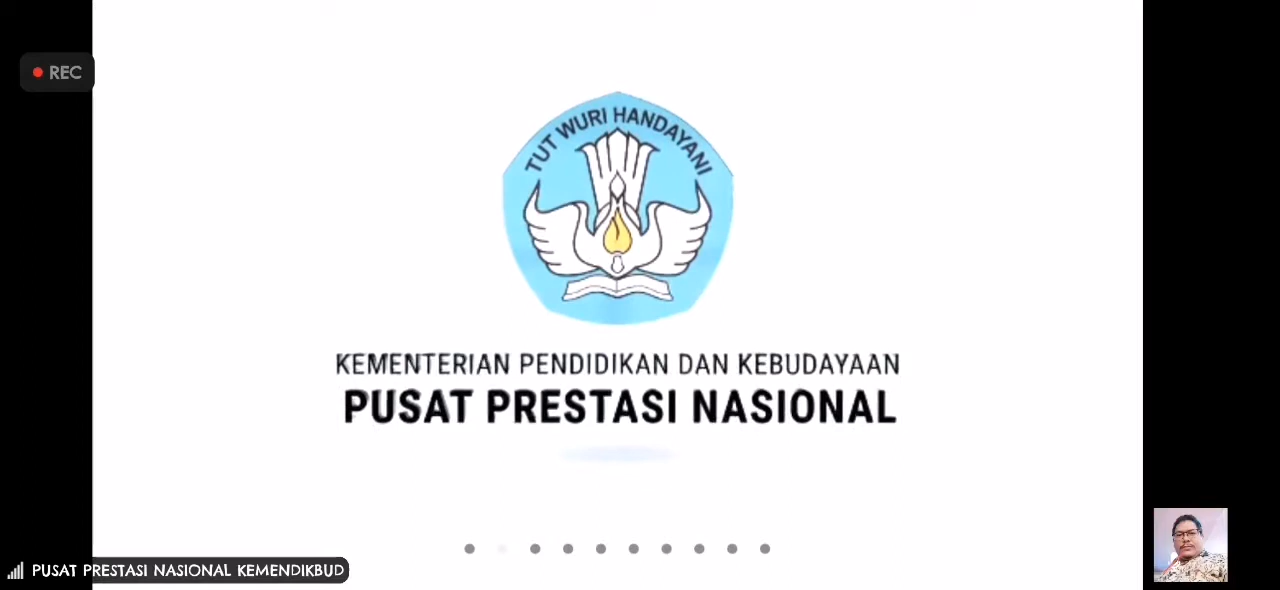 REC
TUT WURI HANDAYANI
KEMENTERIAN PENDIDIKAN DAN KEBUDAYAAN
PUSAT PRESTASI NASIONAL
PUSAT PRESTASI NASIONAL KEMENDIKBUD